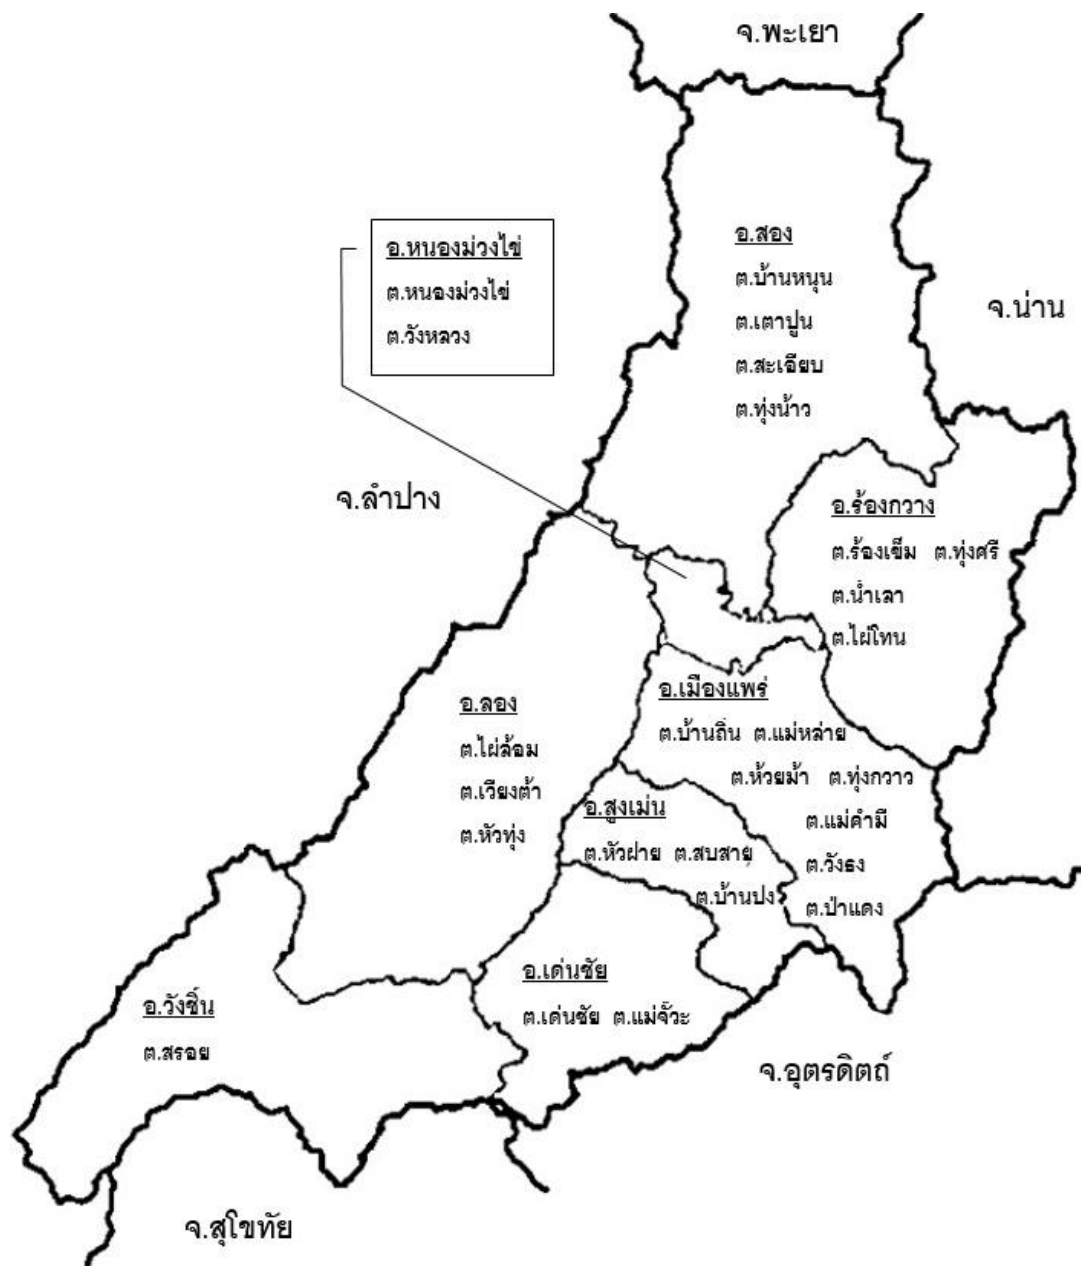 จ.พะเยา
อ.หนองม่วงไข่
ต.หนองม่วงไข่
ต.วังหลวง
อ.สอง
ต.บ้านหนุน
ต.เตาปูน
ต.สะเอียบ
ต.ทุ่งน้าว
จ.น่าน
จ.ลำปาง
อ.ร้องกวาง
ต.ร้องเข็ม ต.ทุ่งศรี
ต.น้ำเลา
ต.ไผ่โทน
อ.เมืองแพร่
ต.บ้านถิ่น ต.แม่หล่าย
ต.ห้วยม้า ต.ทุ่งกวาว
ต.แม่คำมี
ต.วังธง
ต.ป่าแดง
อ.ลอง
ต.ไผ่ล้อม
ต.เวียงต้า
ต.หัวทุ่ง
อ.สูงเม่น
ต.หัวฝาย ต.สบสาย
ต.บ้านปง
อ.เด่นชัย
ต.เด่นชัย ต.แม่จั๊วะ
อ.วังชิ้น
ต.สรอย
จ.อุตรดิตถ์
จ.สุโขทัย